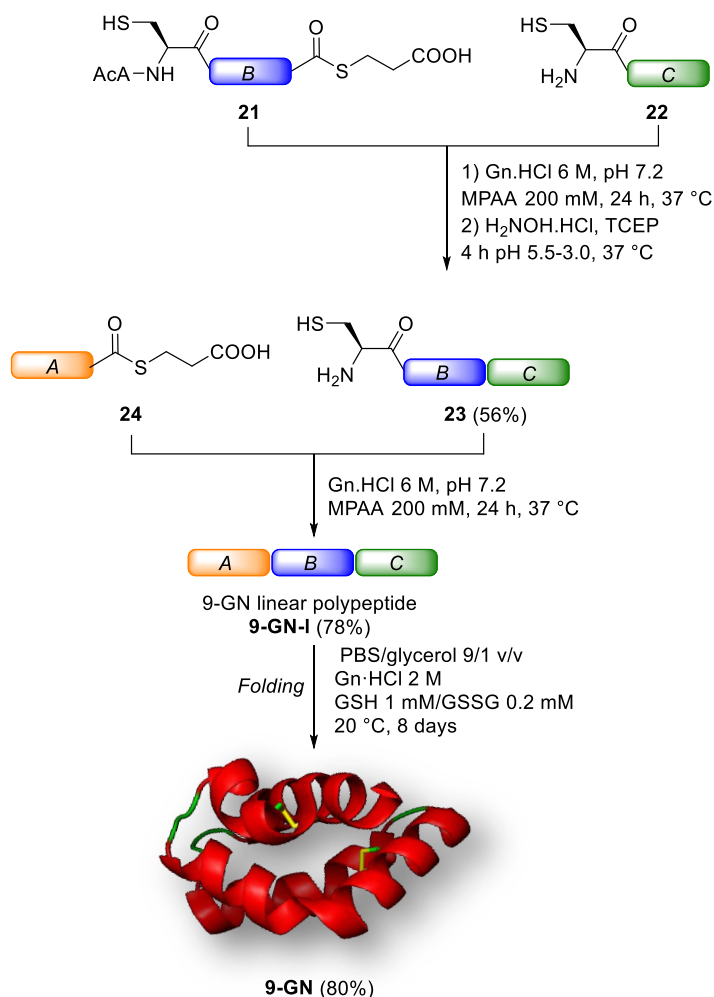 HS
O
O
HS
O
AcA
NH
B
S
COOH
H2N
C
21
22
1) Gn.HCl 6 M, pH 7.2
MPAA 200 mM, 24 h, 37 °C
2) H2NOH.HCl, TCEP
4 h pH 5.5-3.0, 37 °C
O
HS
O
A
S
COOH
H2N
B
C
24
23 (56%)
Gn.HCl 6 M, pH 7.2
MPAA 200 mM, 24 h, 37 °C
A
B
C
9-GN linear polypeptide
9-GN-l (78%)
PBS/glycerol 9/1 v/v
Folding
Gn·HCl 2 M
GSH 1 mM/GSSG 0.2 mM
20 °C, 8 days
9-GN (80%)